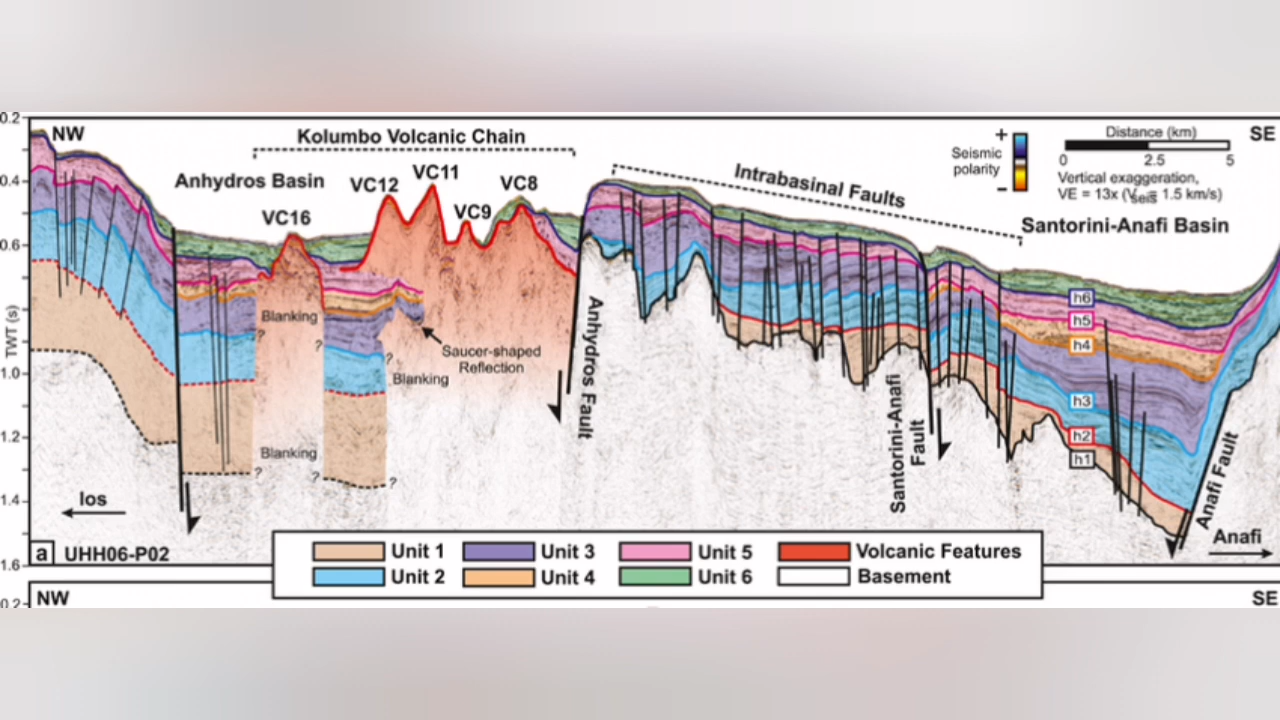 0.2
NW
Kolumbo Volcanic Chain
+
Seismic
polarity
-
Distance (km)
0 2.5 5
SE
Vertical exaggeration,
VE = 13x (Vseis = 1.5 km/s)
0.4
Anhydros Basin
VC12
VC11
VC9
VC8
Intrabasinal Faults
VC16
Santorini-Anafi Basin
0.6
0.8
TWT (s)
Blanking
?
?
?
Saucer-shaped
Reflection
Blanking
Anhydros Fault
h6
h5
h4
1.0
h3
h2
h1
1.2
Blanking
?
?
?
Santorini-Anafi
Fault
Anafi Fault
1.4
Ios
Anafi
a UHH06-P02
1.6
Unit 1 Unit 3 Unit 5 Volcanic Features
Unit 2 Unit 4 Unit 6 Basement
0.2
NW
SE